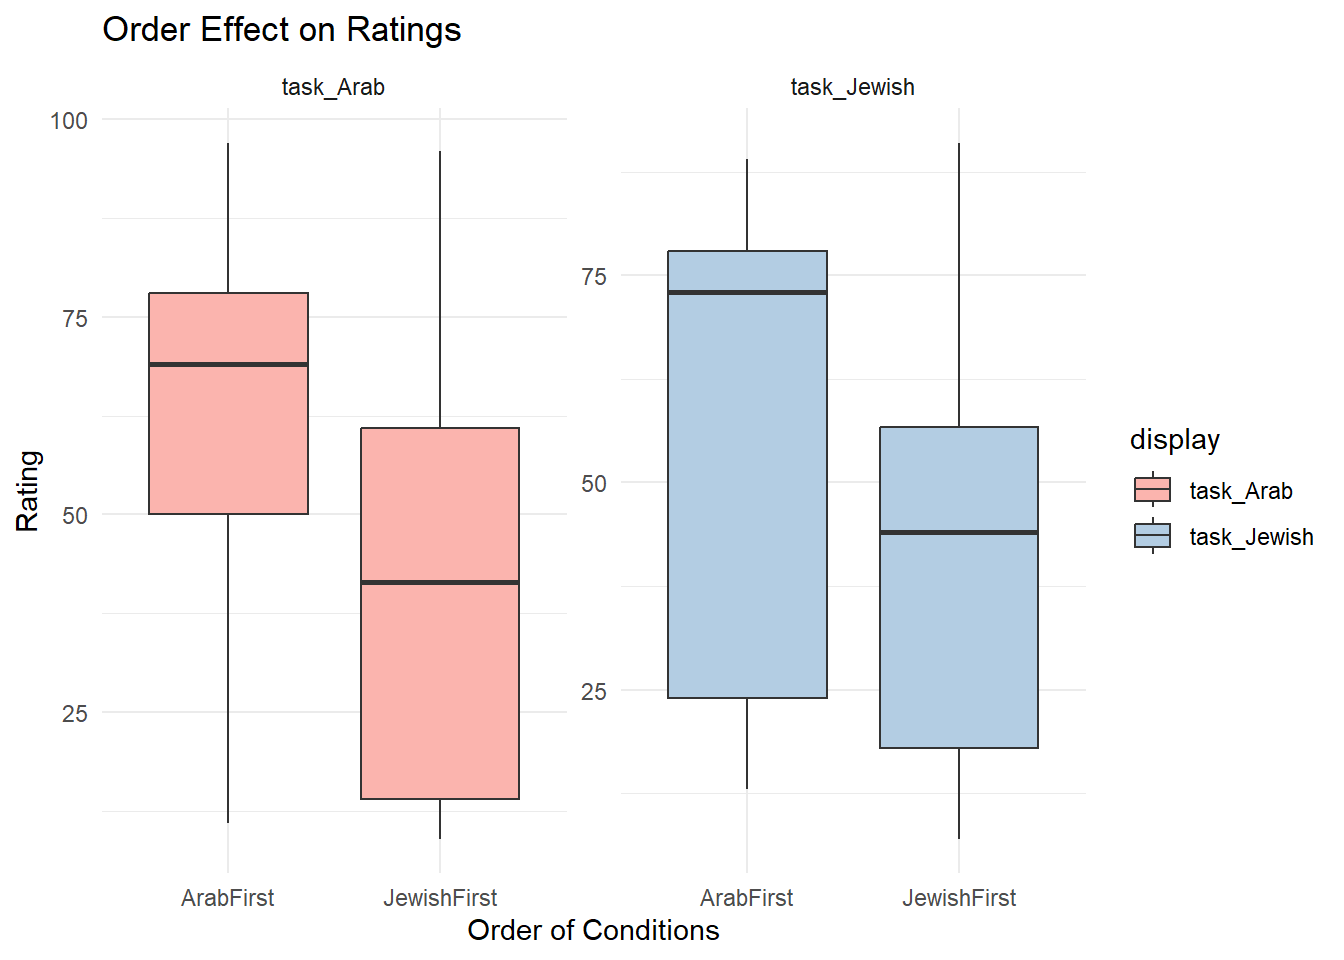 Order Effect on Ratings
task_Arab
task_Jewish
100
75
50
25
75
50
25
Rating
ArabFirst
JewishFirst
ArabFirst
JewishFirst
Order of Conditions
display
task_Arab
task_Jewish